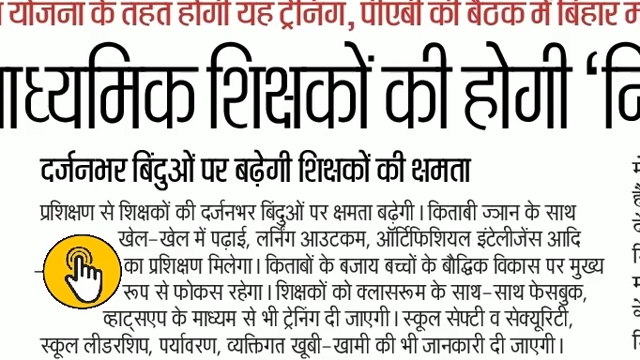 योजना के तहत होगी यह ट्रेनिंग, पीएबी की बैठक में बिहार
शिक्षकों की होगी
दर्जनभर बिंदुओं पर बढ़ेगी शिक्षकों की क्षमता
प्रशिक्षण से शिक्षकों की दर्जनभर बिंदुओं पर क्षमता बढ़ेगी। किताबी ज्ञान के साथ
खेल-खेल में पढ़ाई, लर्निंग आउटकम, ऑर्टिफिशियल इंटेलीजेंस आदि
का प्रशिक्षण मिलेगा। किताबों के बजाय बच्चों के बौद्धिक विकास पर मुख्य
रूप से फोकस रहेगा। शिक्षकों को क्लासरूम के साथ-साथ फेसबुक,
व्हाट्सएप के माध्यम से भी ट्रेनिंग दी जाएगी। स्कूल सेफ्टी व सेक्यूरिटी,
स्कूल लीडरशिप, पर्यावरण, व्यक्तिगत खूबी-खामी की भी जानकारी दी जाएगी।